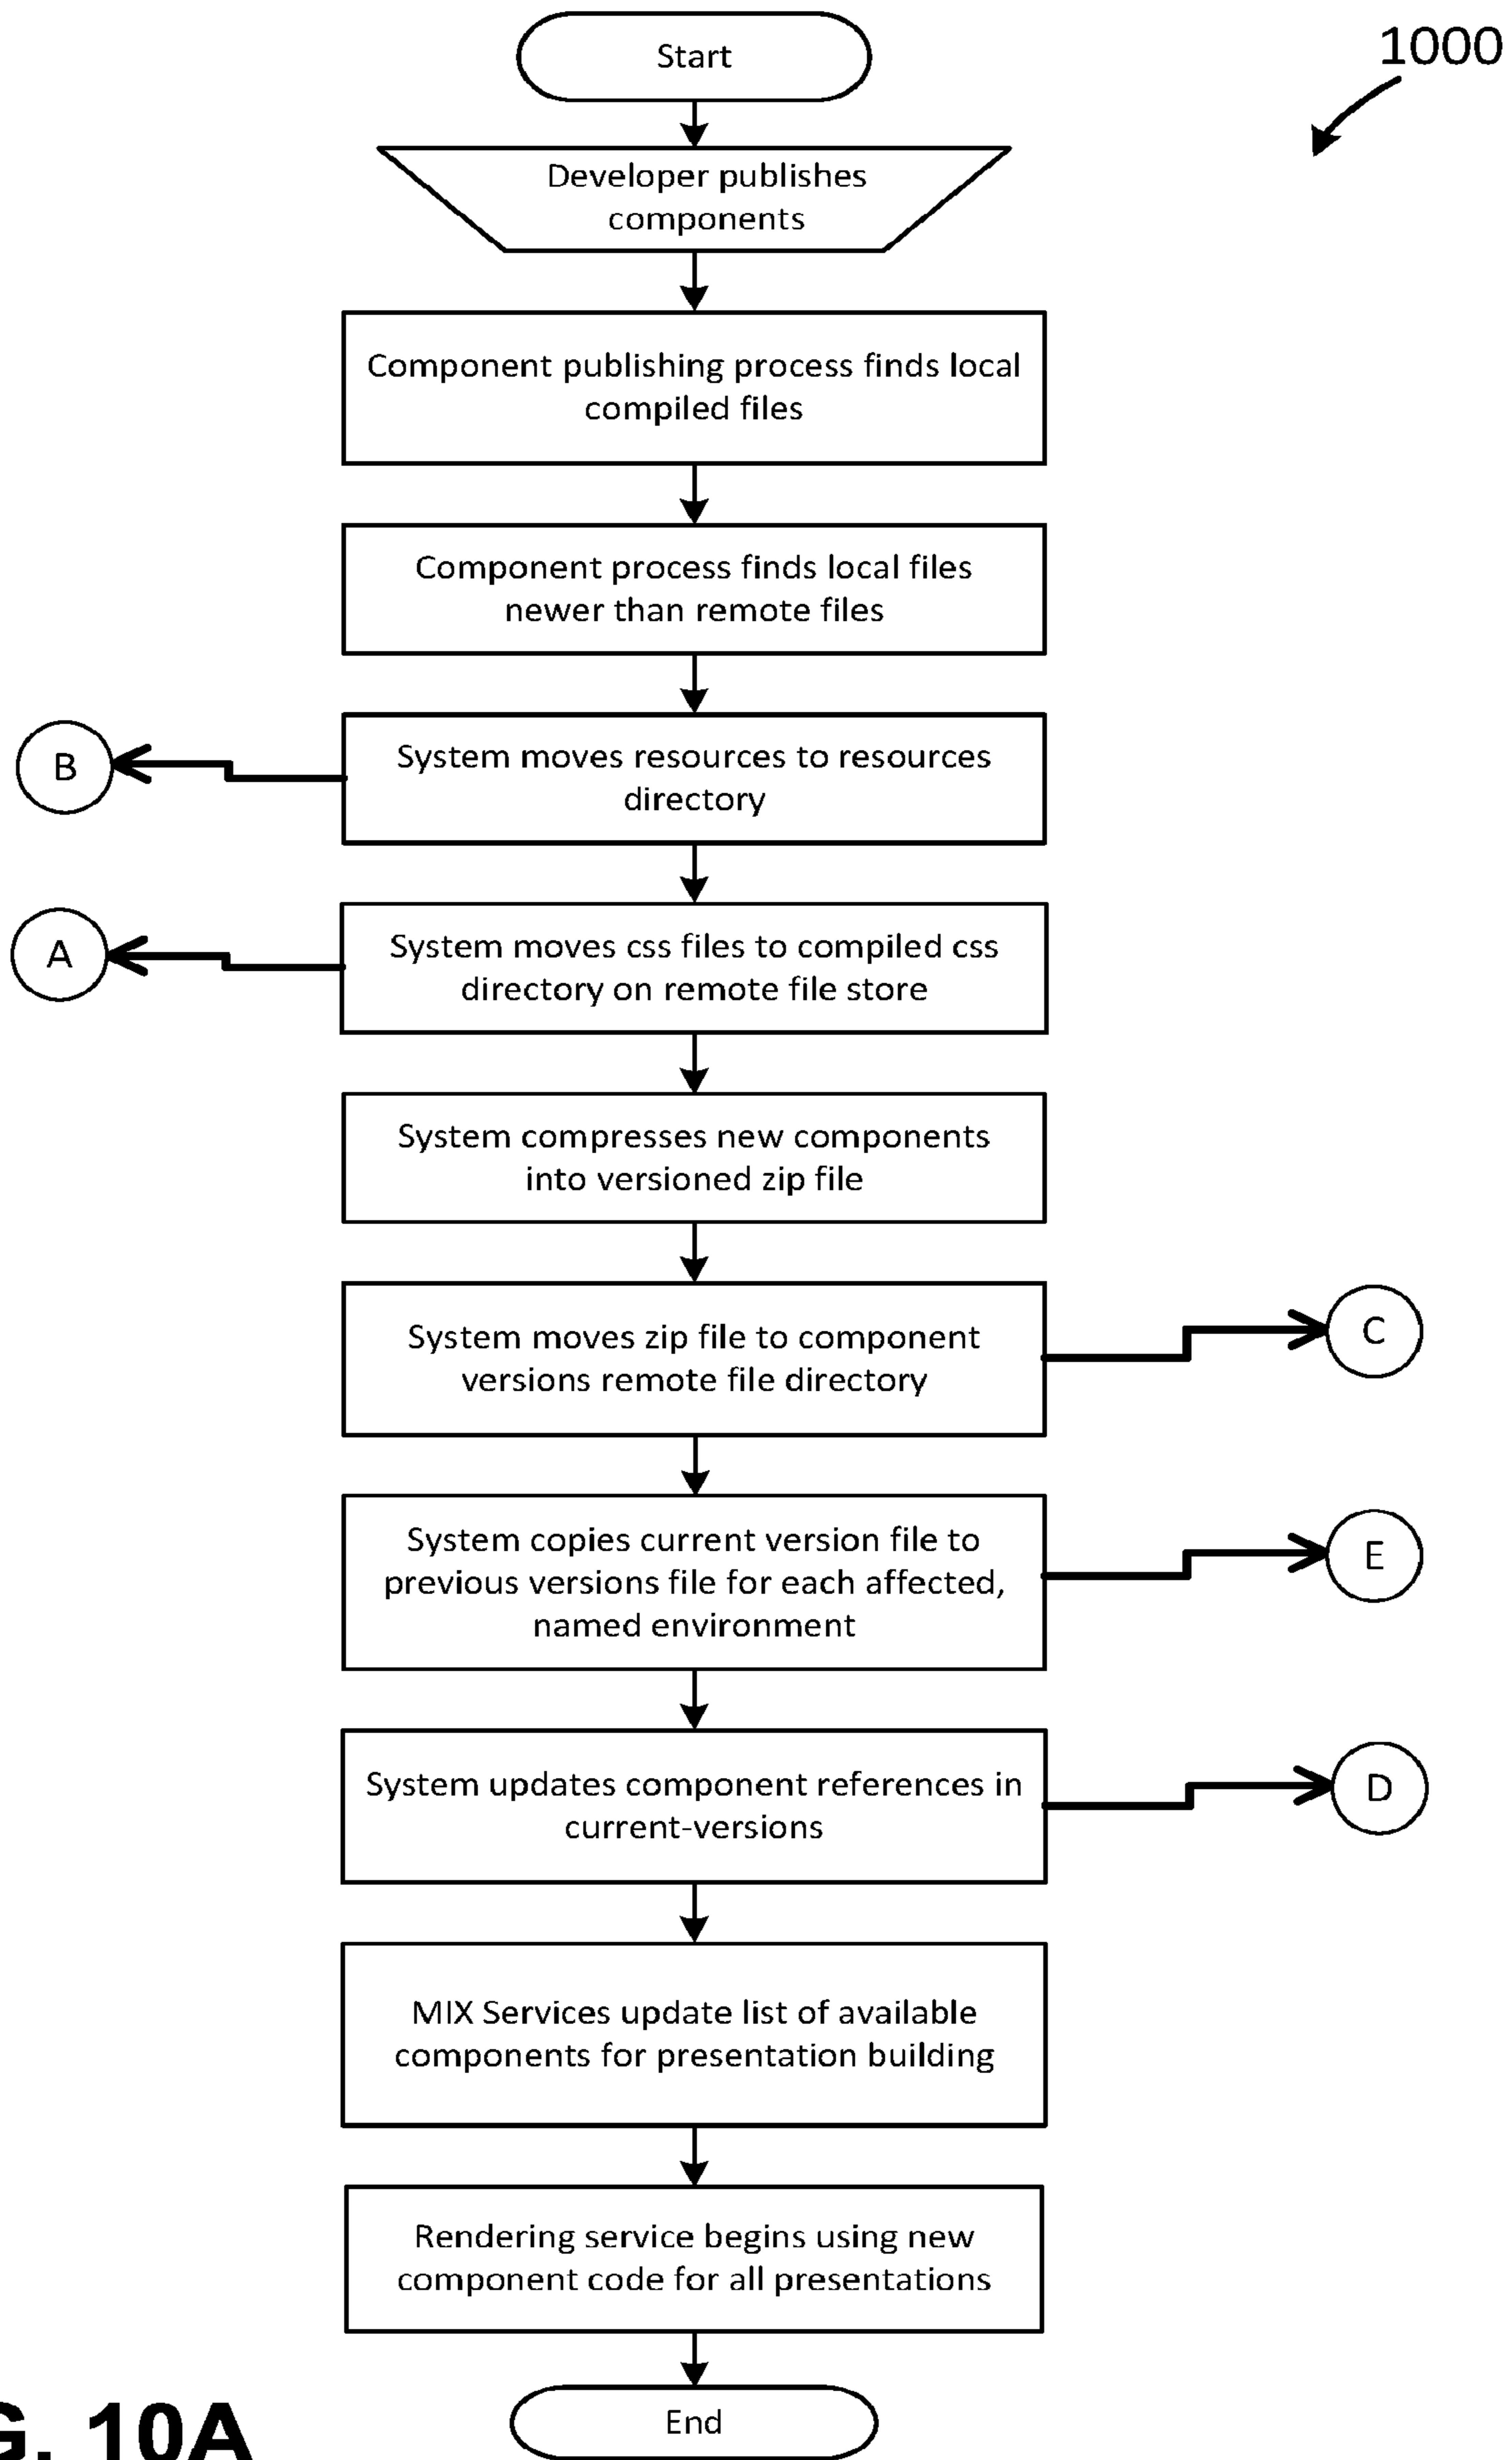 Start
1000
Developer publishes
components
Component publishing process finds local
compiled files
Component process finds local files
newer than remote files
System moves resources to resources
directory
B
System moves css files to compiled css
directory on remote file store
A
System compresses new components
into versioned zip file
System moves zip file to component
versions remote file directory
C
System copies current version file to
previous versions file for each affected,
named environment
E
System updates component references in
current-versions
D
MIX Services update list of available
components for presentation building
Rendering service begins using new
component code for all presentations
End
G. 10A